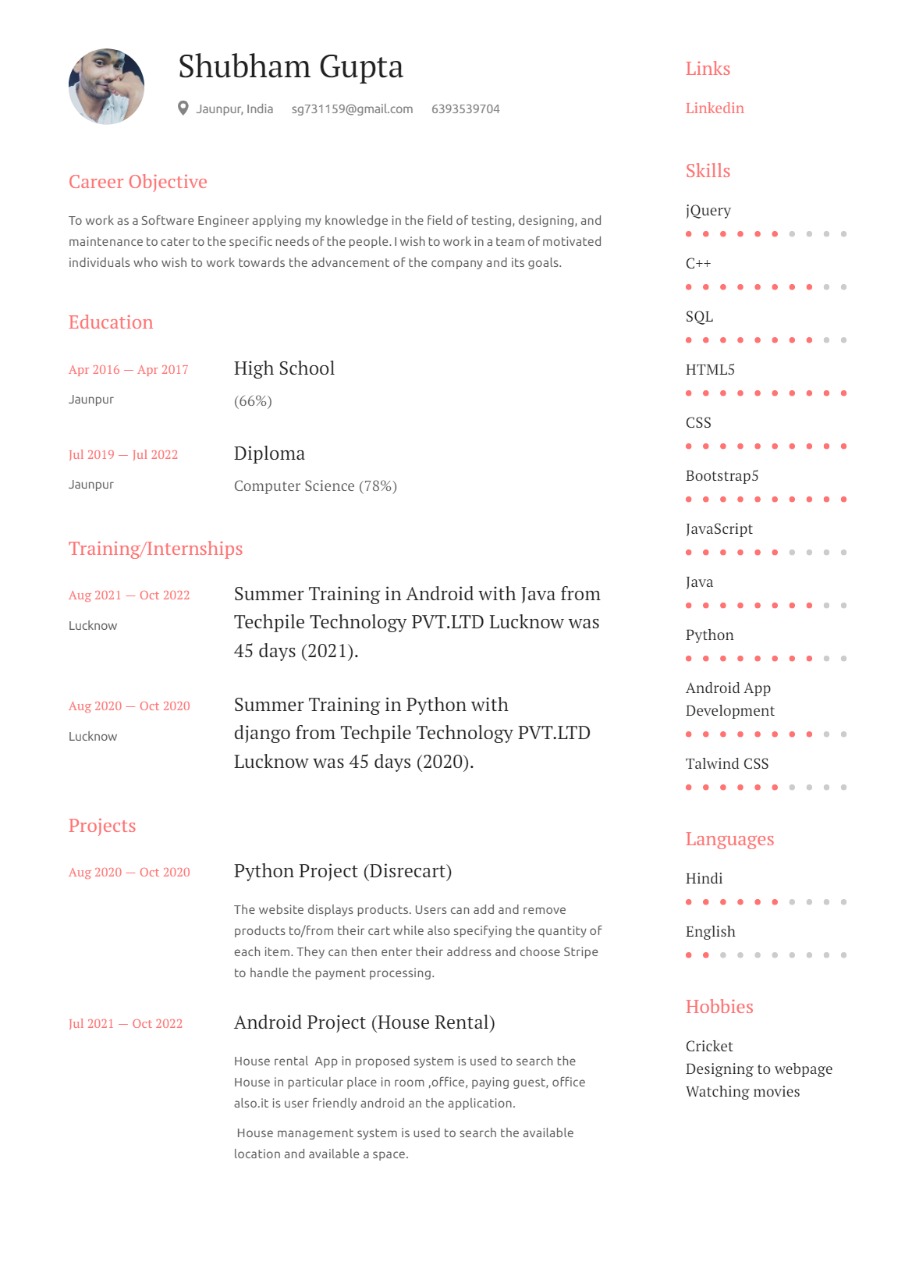 Shubham Gupta
Jaunpur, India sg731159@gmail.com 6393539704
Career Objective
To work as a Software Engineer applying my knowledge in the field of testing, designing, and
maintenance to cater to the specific needs of the people. I wish to work in a team of motivated
individuals who wish to work towards the advancement of the company and its goals.
Education
Apr 2016 — Apr 2017
Jaunpur
High School
(66%)
Jul 2019 — Jul 2022
Jaunpur
Diploma
Computer Science (78%)
Training/Internships
Aug 2021 — Oct 2022
Lucknow
Summer Training in Android with Java from
Techpile Technology PVT.LTD Lucknow was
45 days (2021).
Aug 2020 — Oct 2020
Lucknow
Summer Training in Python with
django from Techpile Technology PVT.LTD
Lucknow was 45 days (2020).
Projects
Aug 2020 — Oct 2020
Python Project (Disrecart)
The website displays products. Users can add and remove
products to/from their cart while also specifying the quantity of
each item. They can then enter their address and choose Stripe
to handle the payment processing.
Jul 2021 — Oct 2022
Android Project (House Rental)
House rental App in proposed system is used to search the
House in particular place in room ,office, paying guest, office
also.it is user friendly android an the application.
House management system is used to search the available
location and available a space.
Links
Linkedin
Skills
jQuery
C++
SQL
HTML5
CSS
Bootstrap5
JavaScript
Java
Python
Android App
Development
Talwind CSS
Languages
Hindi
English
Hobbies
Cricket
Designing to webpage
Watching movies